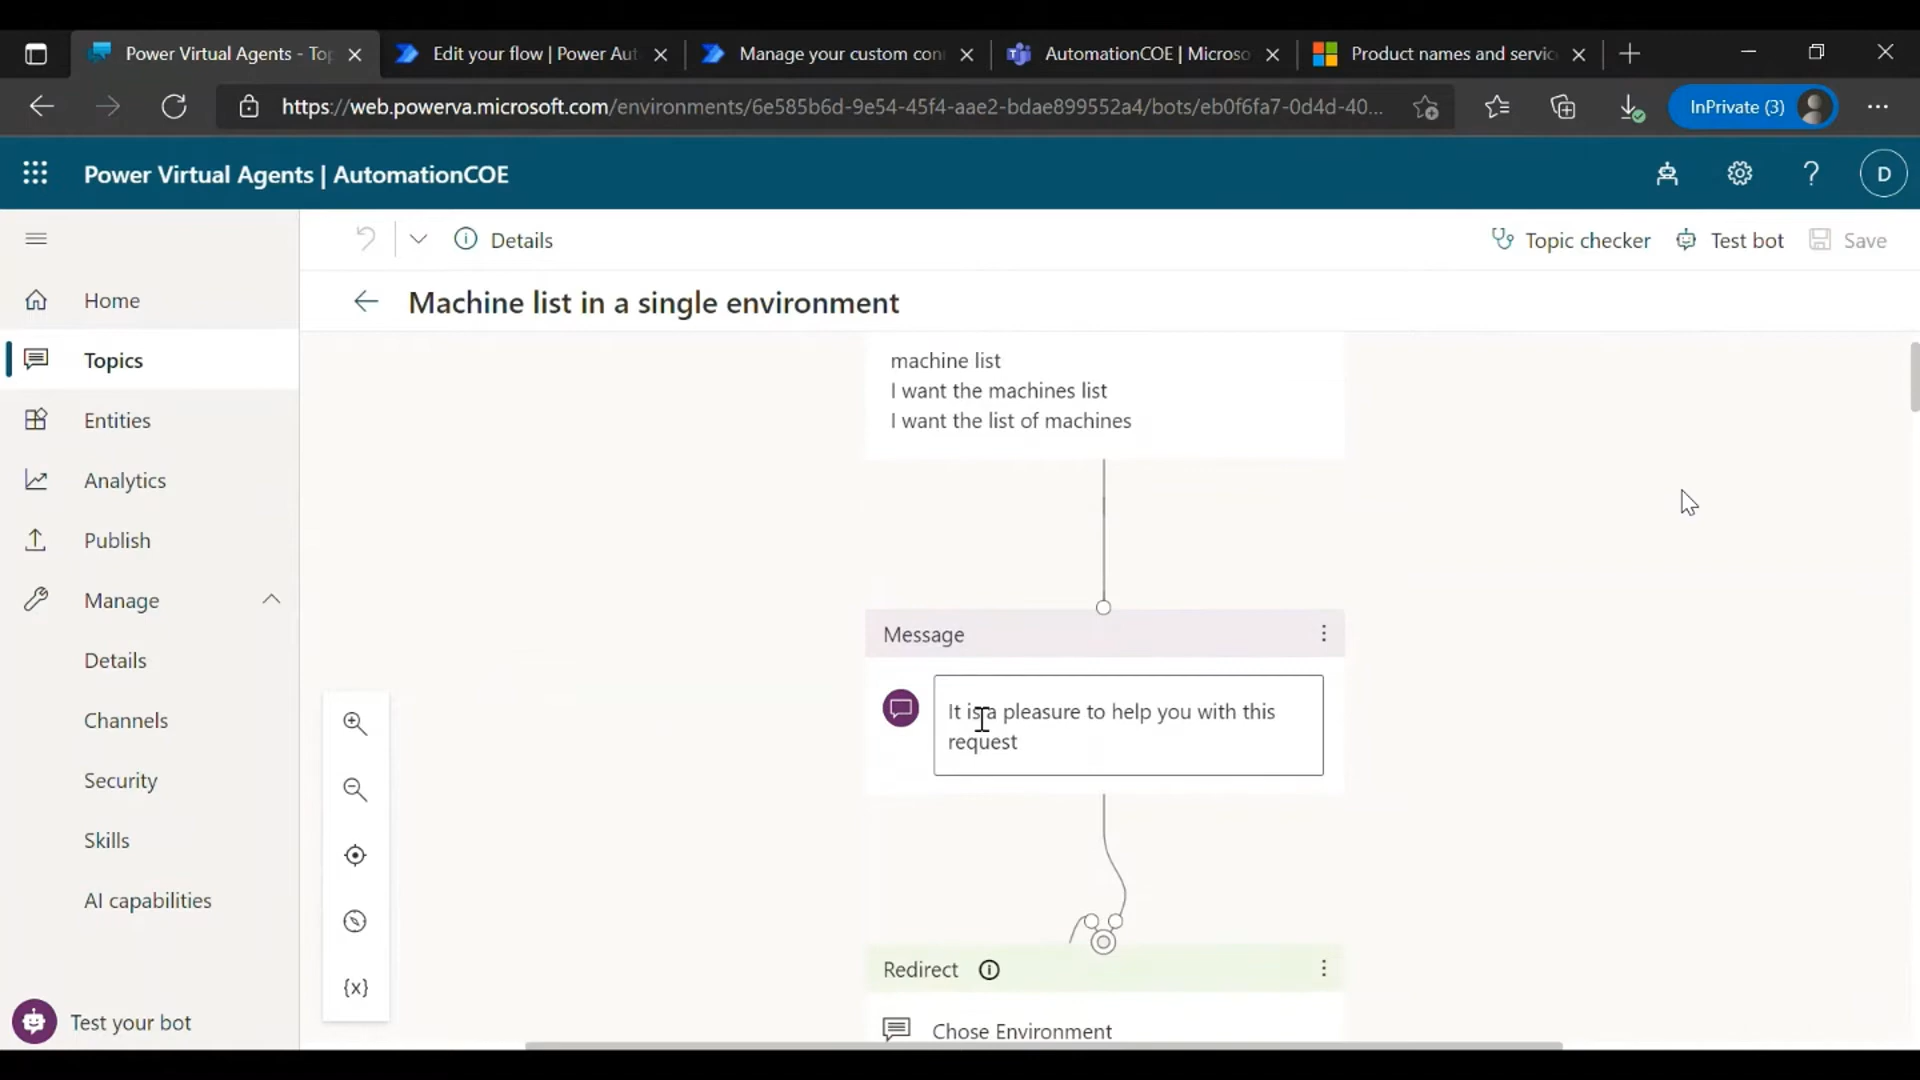 Power Virtual Agents - Top
Edit your flow | Power Aut
Manage your custom con
AutomationCOE | Microso
Product names and servic
https://web.powerva.microsoft.com/environments/6e585b6d-9e54-45f4-aae2-bdae899552a4/bots/eb0f6fa7-0d4d-40...
InPrivate (3)
Power Virtual Agents | AutomationCOE
D
Details
Topic checker
Test bot
Save
Machine list in a single environment
Home
Topics
Entities
Analytics
Publish
Manage
Details
Channels
Security
Skills
AI capabilities
Test your bot
machine list
I want the machines list
I want the list of machines
Message
It is a pleasure to help you with this
request
Redirect
Chose Environment
{x}